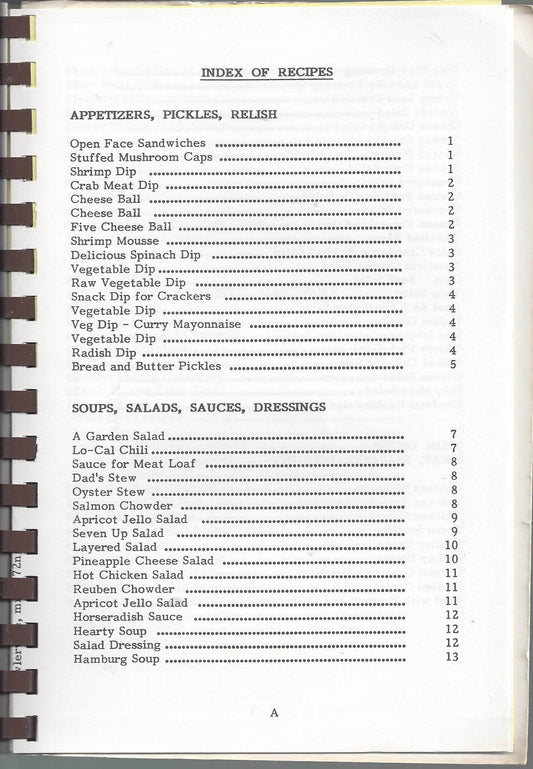 INDEX OF RECIPES
APPETIZERS, PICKLES, RELISH
Open Face Sandwiches 1
Stuffed Mushroom Caps 1
Shrimp Dip 1
Crab Meat Dip 2
Cheese Ball 2
Cheese Ball 2
Five Cheese Ball 2
Shrimp Mousse 3
Delicious Spinach Dip 3
Vegetable Dip 3
Raw Vegetable Dip 3
Snack Dip for Crackers 4
Vegetable Dip 4
Veg Dip - Curry Mayonnaise 4
Vegetable Dip 4
Radish Dip 4
Bread and Butter Pickles 5
SOUPS, SALADS, SAUCES, DRESSINGS
A Garden Salad 7
Lo-Cal Chili 7
Sauce for Meat Loaf 8
Dad's Stew 8
Oyster Stew 8
Salmon Chowder 8
Apricot Jello Salad 9
Seven Up Salad 9
Layered Salad 10
Pineapple Cheese Salad 10
Hot Chicken Salad 11
Reuben Chowder 11
Apricot Jello Salad 11
Horseradish Sauce 12
Hearty Soup 12
Salad Dressing 12
Hamburg Soup 13
A